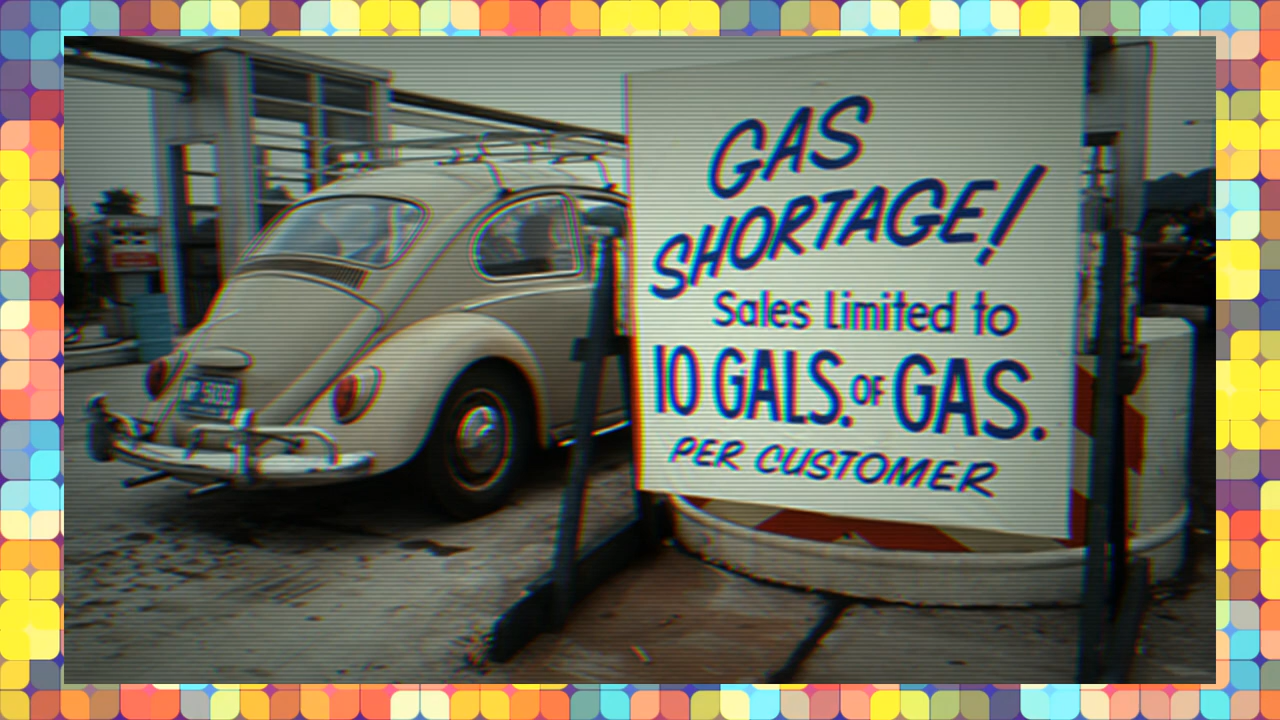 GAS
SHORTAGE!
Sales Limited to
10 GALS. OF GAS.
PER CUSTOMER